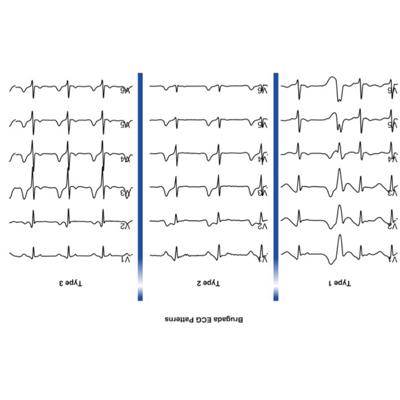 Brugada ECG Patterns
Type 1 Type 2 Type 3
V1 V1 V1
V2 V2 V2
V3 V3 V3
V4 V4 V4
V5 V5 V5
V6 V6 V6